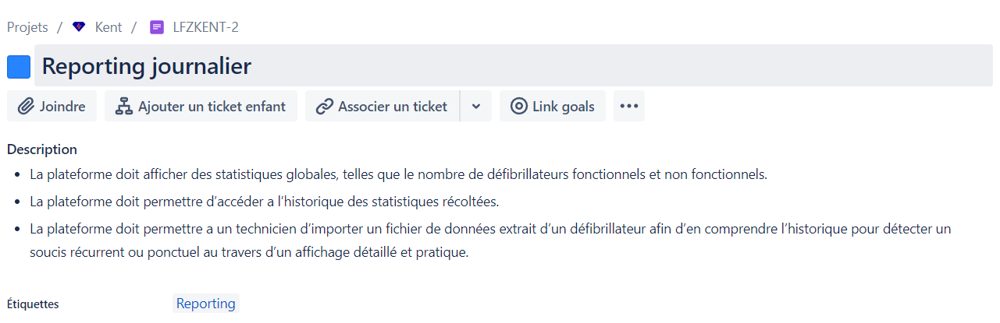 Projets / Kent / LFZKENT-2
Reporting journalier
Joindre Ajouter un ticket enfant Associer un ticket Link goals
Description
• La plateforme doit afficher des statistiques globales, telles que le nombre de défibrillateurs fonctionnels et non fonctionnels.
• La plateforme doit permettre d’accéder a l’historique des statistiques récoltées.
• La plateforme doit permettre a un technicien d’importer un fichier de données extrait d’un défibrillateur afin d’en comprendre l’historique pour détecter un
soucis récurrent ou ponctuel au travers d’un affichage détaillé et pratique.
Étiquettes Reporting